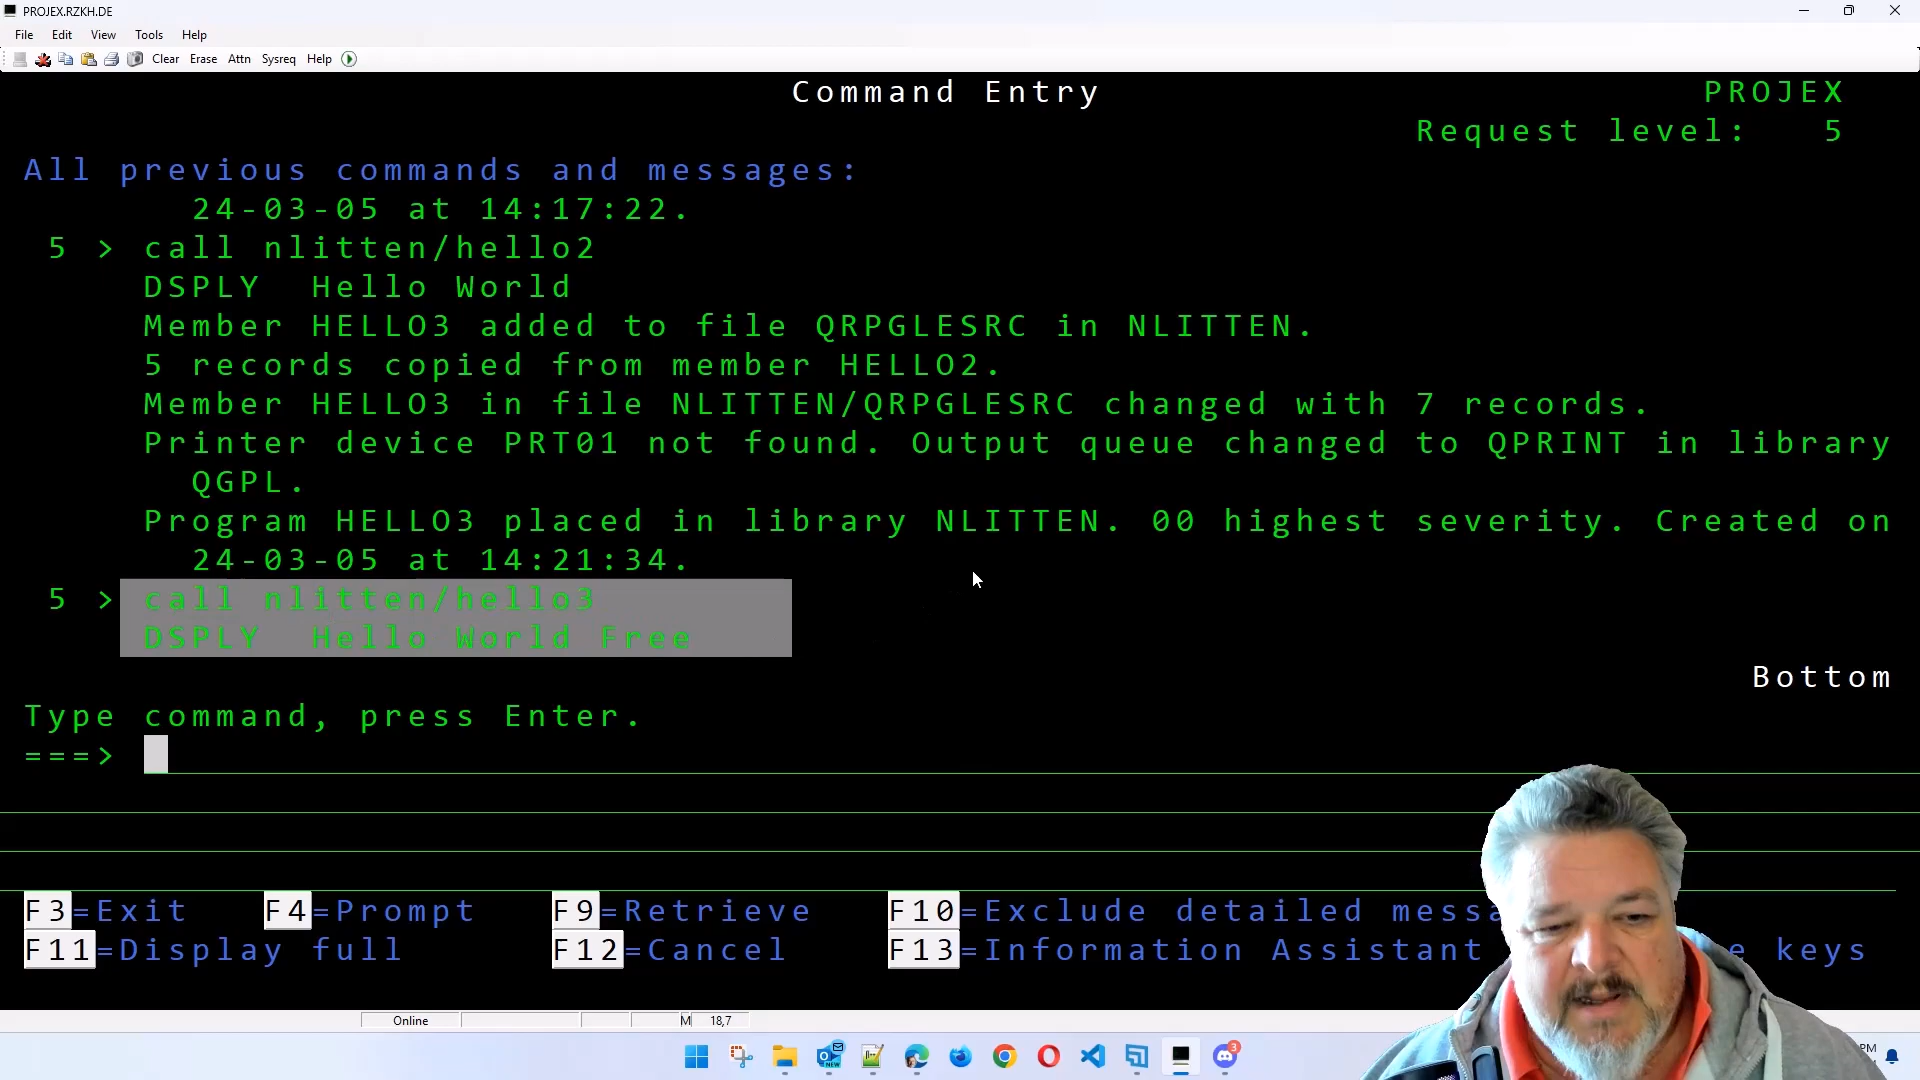 PROJEX.RZKH.DE
File Edit View Tools Help
Clear Erase Attn Sysreq Help
Command Entry PROJEX
Request level: 5
All previous commands and messages:
24-03-05 at 14:17:22.
5 > call nlitten/hello2
DSPLY Hello World
Member HELLO3 added to file QRPGLESRC in NLITTEN.
5 records copied from member HELLO2.
Member HELLO3 in file NLITTEN/QRPGLESRC changed with 7 records.
Printer device PRT01 not found. Output queue changed to QPRINT in library
QGPL.
Program HELLO3 placed in library NLITTEN. 00 highest severity. Created on
24-03-05 at 14:21:34.
5 > call nlitten/hello3
DSPLY Hello World Free
Bottom
Type command, press Enter.
===>
F3=Exit F4=Prompt F9=Retrieve F10=Exclude detailed messa
F11=Display full F12=Cancel F13=Information Assistant e keys
Online M 18,7
NEW 3 PM